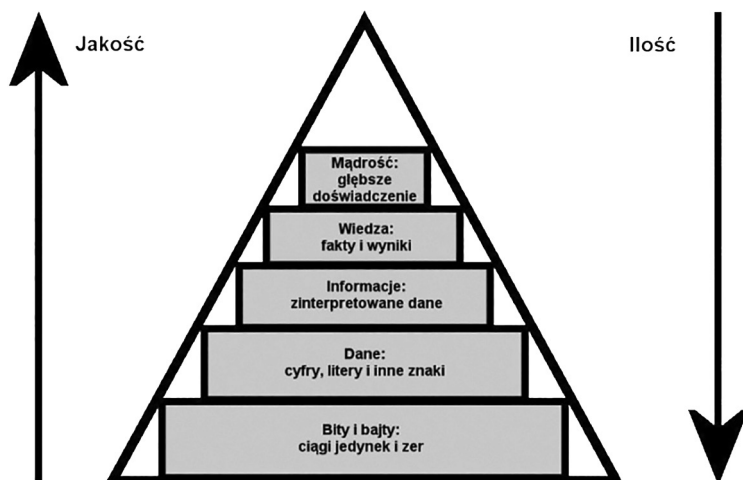 Jakość
Ilość
Mądrość:
głębsze
doświadczenie
Wiedza:
fakty i wyniki
Informacje:
zinterpretowane dane
Dane:
cyfry, litery i inne znaki
Bity i bajty:
ciągi jedynek i zer